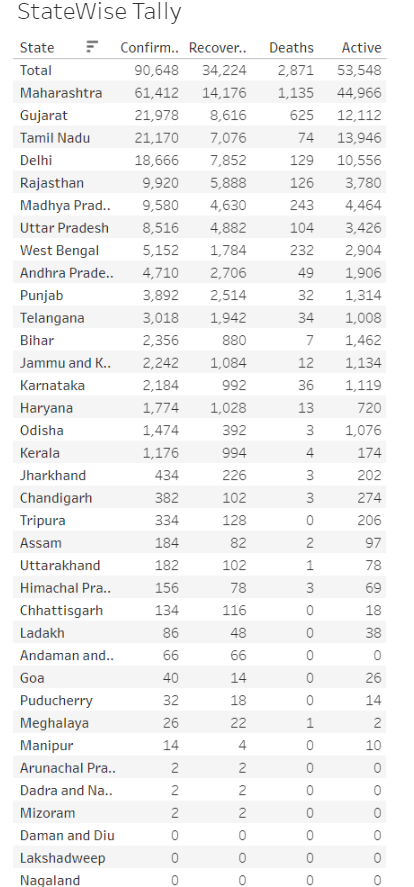 StateWise Tally
State Confirm.. Recover.. Deaths Active
Total 90,648 34,224 2,871 53,548
Maharashtra 61,412 14,176 1,135 44,966
Gujarat 21,978 8,616 625 12,112
Tamil Nadu 21,170 7,076 74 13,946
Delhi 18,666 7,852 129 10,556
Rajasthan 9,920 5,888 126 3,780
Madhya Prad.. 9,580 4,630 243 4,464
Uttar Pradesh 8,516 4,882 104 3,426
West Bengal 5,152 1,784 232 2,904
Andhra Prade.. 4,710 2,706 49 1,906
Punjab 3,892 2,514 32 1,314
Telangana 3,018 1,942 34 1,008
Bihar 2,356 880 7 1,462
Jammu and K.. 2,242 1,084 12 1,134
Karnataka 2,184 992 36 1,119
Haryana 1,774 1,028 13 720
Odisha 1,474 392 3 1,076
Kerala 1,176 994 4 174
Jharkhand 434 226 3 202
Chandigarh 382 102 3 274
Tripura 334 128 0 206
Assam 184 82 2 97
Uttarakhand 182 102 1 78
Himachal Pra.. 156 78 3 69
Chhattisgarh 134 116 0 18
Ladakh 86 48 0 38
Andaman and.. 66 66 0 0
Goa 40 14 0 26
Puducherry 32 18 0 14
Meghalaya 26 22 1 2
Manipur 14 4 0 10
Arunachal Pra.. 2 2 0 0
Dadra and Na.. 2 2 0 0
Mizoram 2 2 0 0
Daman and Diu 0 0 0 0
Lakshadweep 0 0 0 0
Nagaland 0 0 0 0